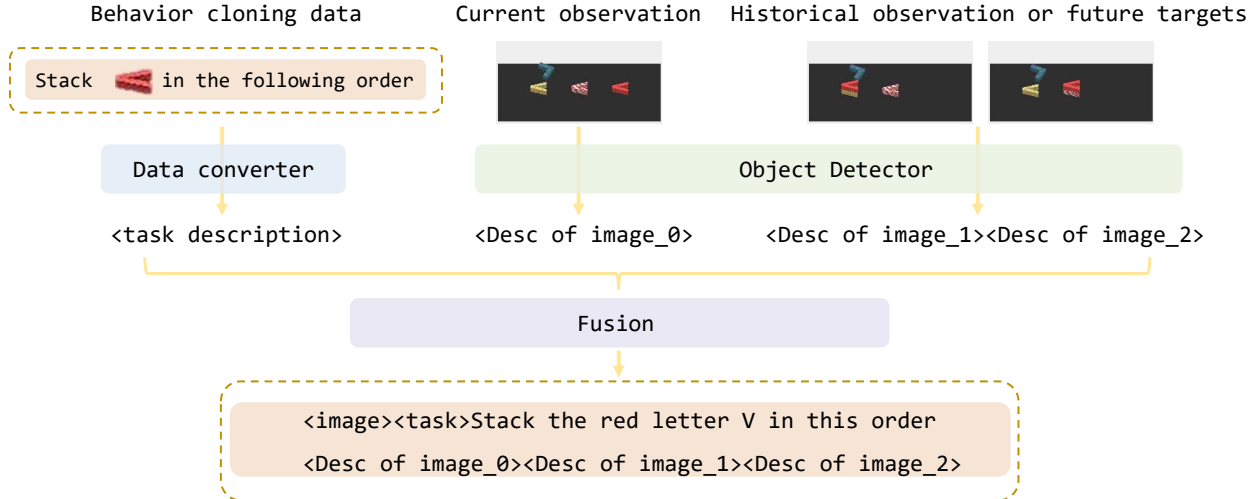 Behavior cloning data
Current observation
Historical observation or future targets
Stack in the following order
Data converter
Object Detector
<task description>
<Desc of image_0>
<Desc of image_1><Desc of image_2>
Fusion
<image><task>Stack the red letter V in this order
<Desc of image_0><Desc of image_1><Desc of image_2>